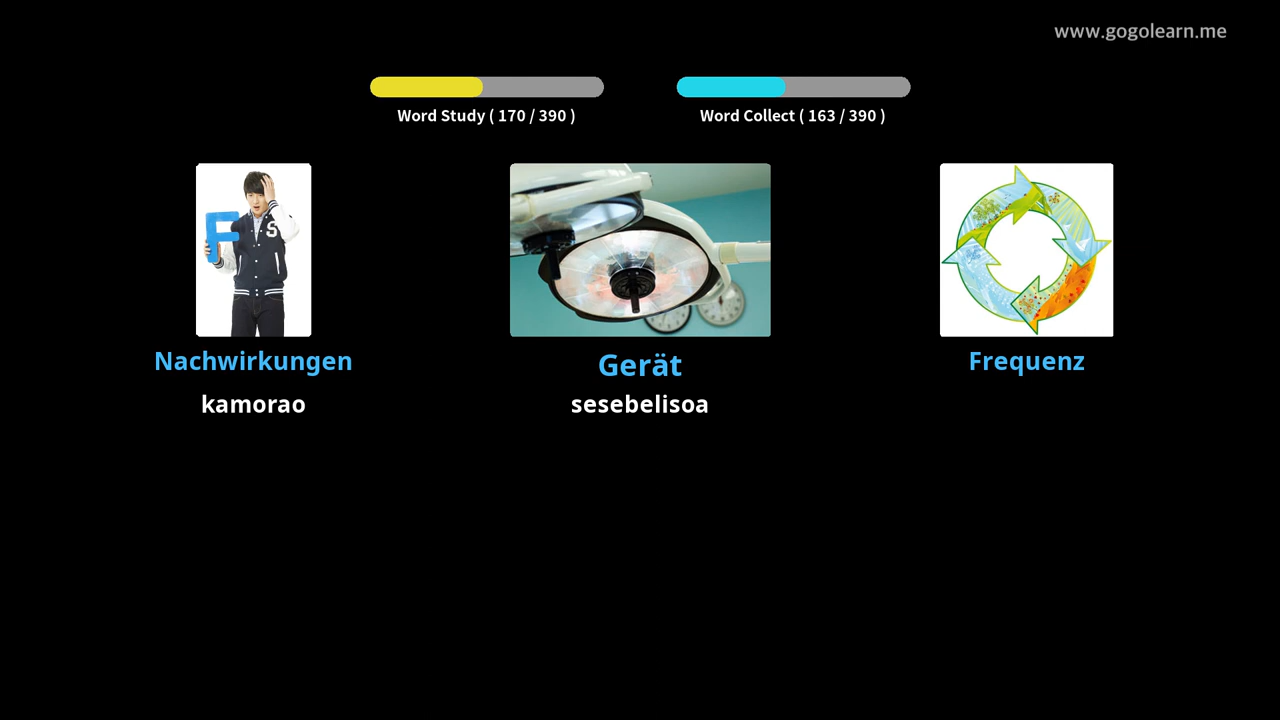 www.gogolearn.me
Word Study ( 170 / 390 )
Word Collect ( 163 / 390 )
F
S
Nachwirkungen
Gerät
Frequenz
kamorao
sesebelisoa